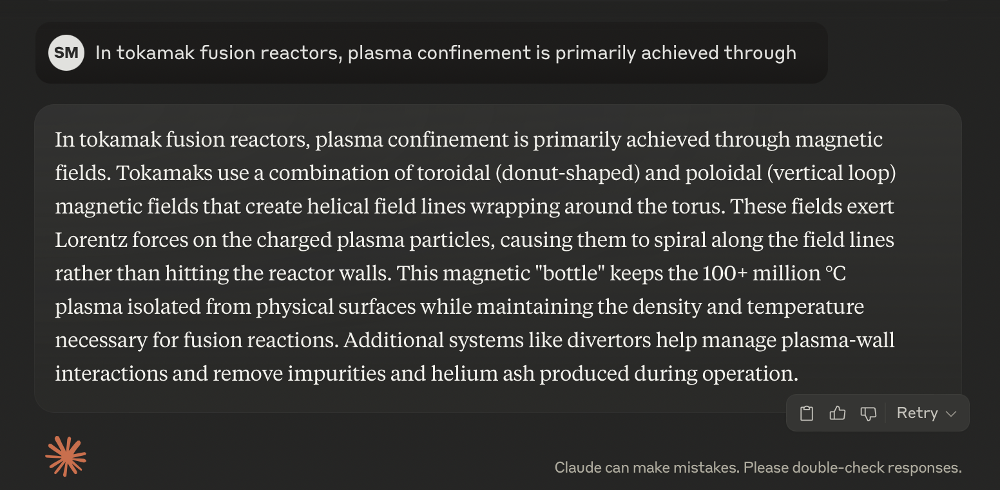 SM In tokamak fusion reactors, plasma confinement is primarily achieved through
In tokamak fusion reactors, plasma confinement is primarily achieved through magnetic
fields. Tokamaks use a combination of toroidal (donut-shaped) and poloidal (vertical loop)
magnetic fields that create helical field lines wrapping around the torus. These fields exert
Lorentz forces on the charged plasma particles, causing them to spiral along the field lines
rather than hitting the reactor walls. This magnetic "bottle" keeps the 100+ million °C
plasma isolated from physical surfaces while maintaining the density and temperature
necessary for fusion reactions. Additional systems like divertors help manage plasma-wall
interactions and remove impurities and helium ash produced during operation.
Retry
Claude can make mistakes. Please double-check responses.